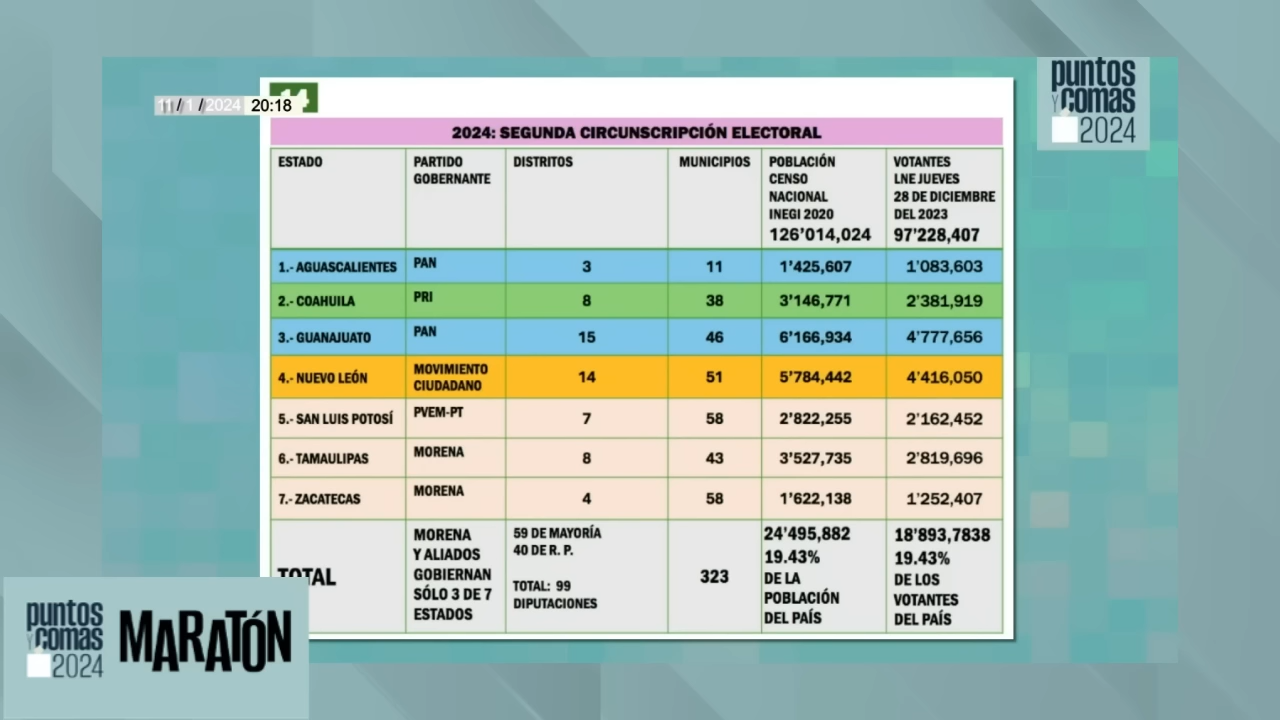 14
11/1/2024 20:18
puntos
y comas
2024
2024: SEGUNDA CIRCUNSCRIPCIÓN ELECTORAL
ESTADO PARTIDO GOBERNANTE DISTRITOS MUNICIPIOS POBLACIÓN CENSO NACIONAL INEGI 2020 126'014,024 VOTANTES LNE JUEVES 28 DE DICIEMBRE DEL 2023 97'228,407
1.- AGUASCALIENTES PAN 3 11 1'425,607 1'083,603
2.- COAHUILA PRI 8 38 3'146,771 2'381,919
3.- GUANAJUATO PAN 15 46 6'166,934 4'777,656
4.- NUEVO LEÓN MOVIMIENTO CIUDADANO 14 51 5'784,442 4'416,050
5.- SAN LUIS POTOSÍ PVEM-PT 7 58 2'822,255 2'162,452
6.- TAMAULIPAS MORENA 8 43 3'527,735 2'819,696
7.- ZACATECAS MORENA 4 58 1'622,138 1'252,407
TOTAL MORENA Y ALIADOS GOBIERNAN SÓLO 3 DE 7 ESTADOS 59 DE MAYORÍA 40 DE R. P. TOTAL: 99 DIPUTACIONES 323 24'495,882 19.43% DE LA POBLACIÓN DEL PAÍS 18'893,7838 19.43% DE LOS VOTANTES DEL PAÍS
puntos
y comas
2024
MARATÓN